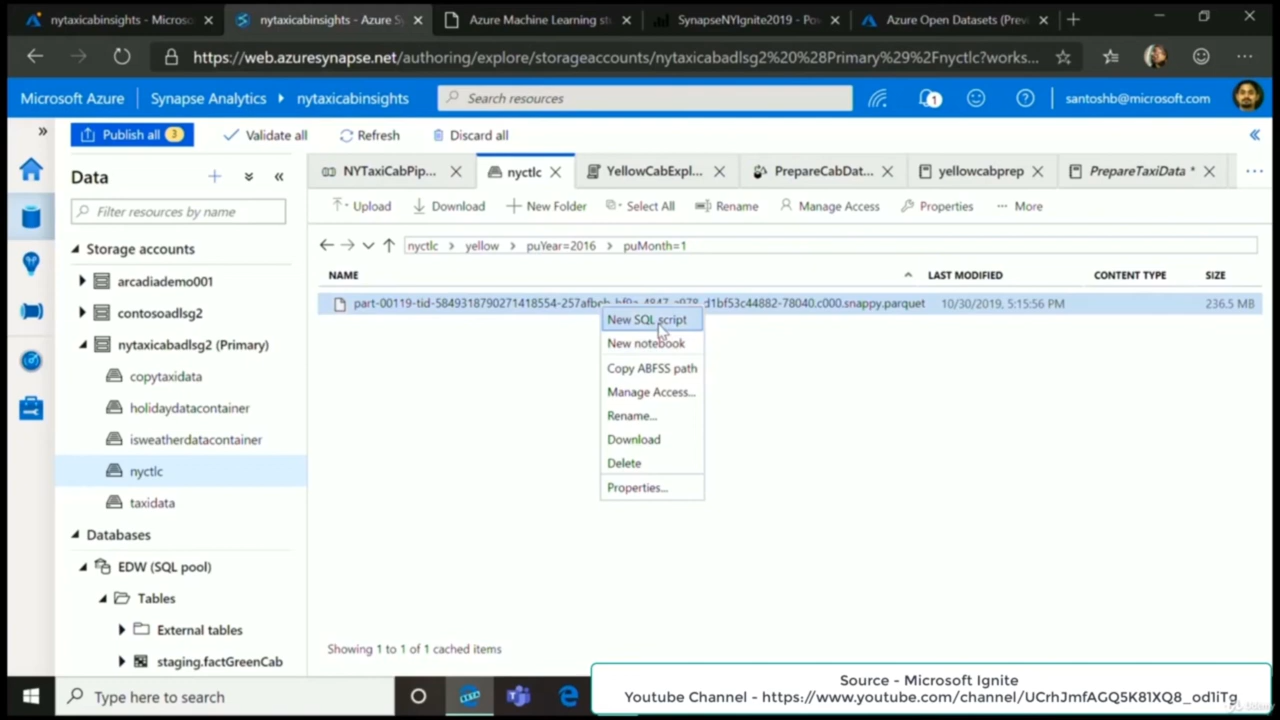 nytaxicabinsights - Microso
nytaxicabinsights - Azure S
Azure Machine Learning st
SynapseNYIgnite2019 - Po
Azure Open Datasets (Prev
https://web.azuresynapse.net/authoring/explore/storageaccounts/nytaxicabadlsg2%20%28Primary%29%2Fnyctlc?works...
Microsoft Azure
Synapse Analytics
nytaxicabinsights
Search resources
1
santoshb@microsoft.com
Publish all 3
Validate all
Refresh
Discard all
Data
Filter resources by name
Storage accounts
arcadiademo001
contosoadlsg2
nytaxicabadlsg2 (Primary)
copytaxidata
holidaydatacontainer
isweatherdatacontainer
nyctlc
taxidata
Databases
EDW (SQL pool)
Tables
External tables
staging.factGreenCab
NYTaxiCabPip...
nyctlc
YellowCabExpl...
PrepareCabDat...
yellowcabprep
PrepareTaxiData *
Upload
Download
New Folder
Select All
Rename
Manage Access
Properties
More
nyctlc > yellow > puYear=2016 > puMonth=1
NAME LAST MODIFIED CONTENT TYPE SIZE
10/30/2019, 5:15:56 PM 236.5 MB
New SQL script
New notebook
Copy ABFSS path
Manage Access...
Rename...
Download
Delete
Properties...
Showing 1 to 1 of 1 cached items
Type here to search
Source - Microsoft Ignite
Youtube Channel - https://www.youtube.com/channel/UCrhJmfAGQ5K81XQ8_od1iTg